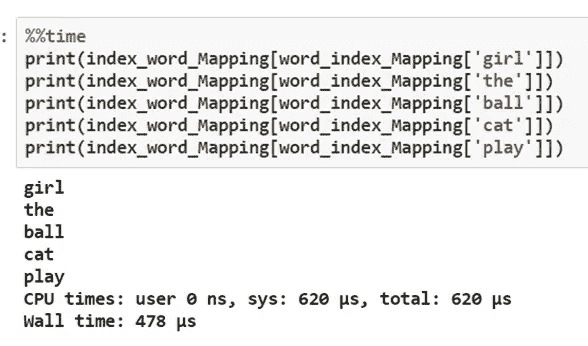 : %%time
print(index_word_Mapping[word_index_Mapping['girl']])
print(index_word_Mapping[word_index_Mapping['the']])
print(index_word_Mapping[word_index_Mapping['ball']])
print(index_word_Mapping[word_index_Mapping['cat']])
print(index_word_Mapping[word_index_Mapping['play']])
girl
the
ball
cat
play
CPU times: user 0 ns, sys: 620 µs, total: 620 µs
Wall time: 478 µs